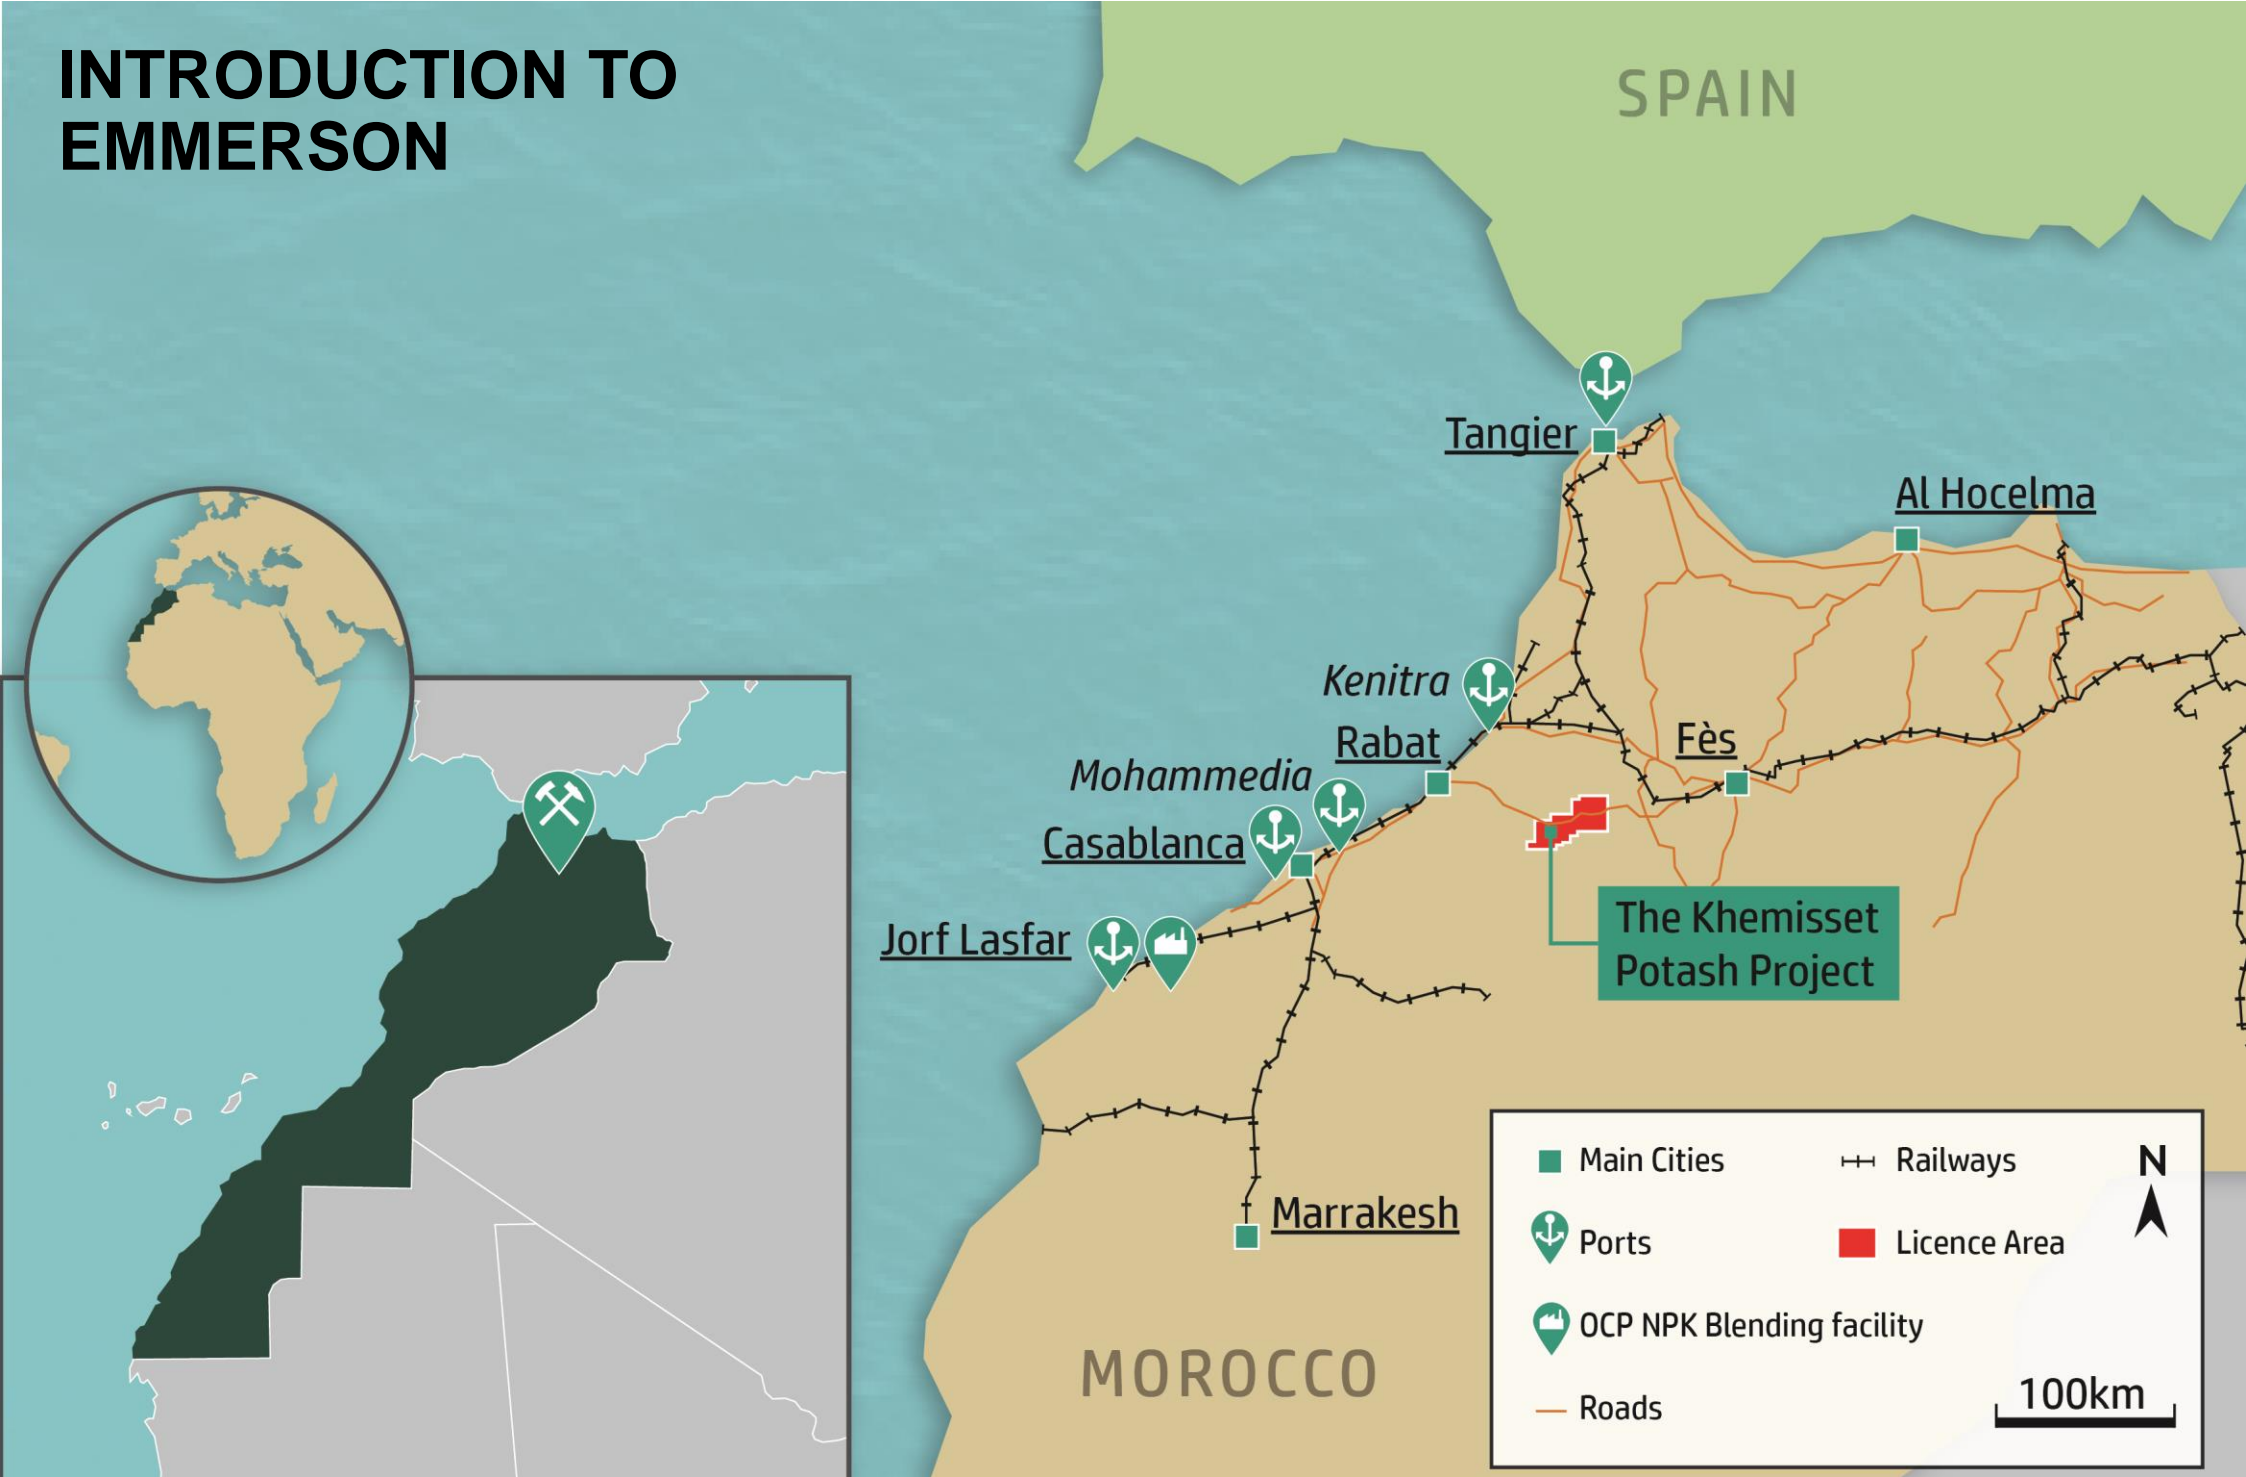 INTRODUCTION TO
EMMERSON
SPAIN
Tangier
Al Hocelma
Kenitra
Rabat
Fès
Mohammedia
Casablanca
Jorf Lasfar
The Khemisset
Potash Project
Marrakesh
MOROCCO
Main Cities
Railways
N
Ports
Licence Area
OCP NPK Blending facility
Roads
100km